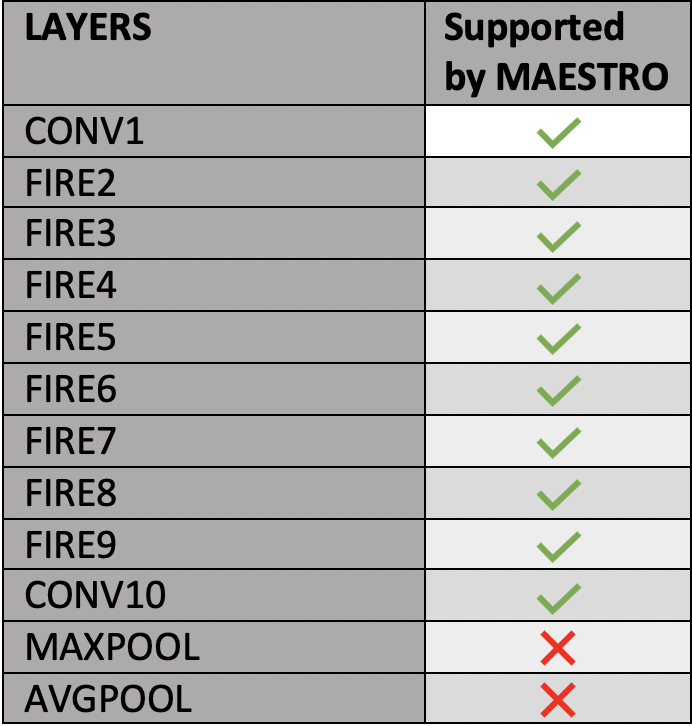 LAYERS
Supported
by MAESTRO
CONV1
FIRE2
FIRE3
FIRE4
FIRE5
FIRE6
FIRE7
FIRE8
FIRE9
CONV10
MAXPOOL
AVGPOOL